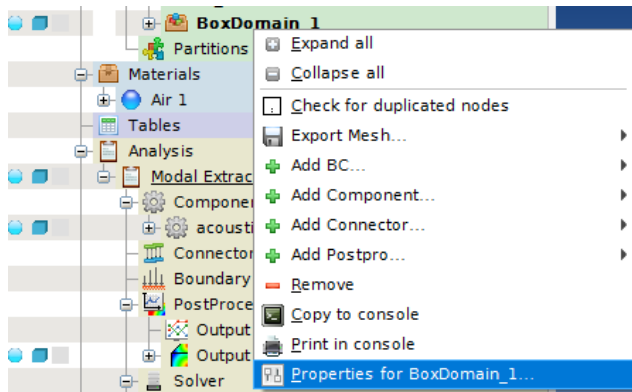 BoxDomain_1
Partitions
Expand all
Materials
Collapse all
Air 1
Check for duplicated nodes
Tables
Export Mesh...
Analysis
Add BC...
Modal Extrac
Add Component...
Componen
acousti
Add Connector...
Connector
Add Postpro...
Boundary
Remove
PostProce
Copy to console
Output
Print in console
Output
Properties for BoxDomain_1...
Solver